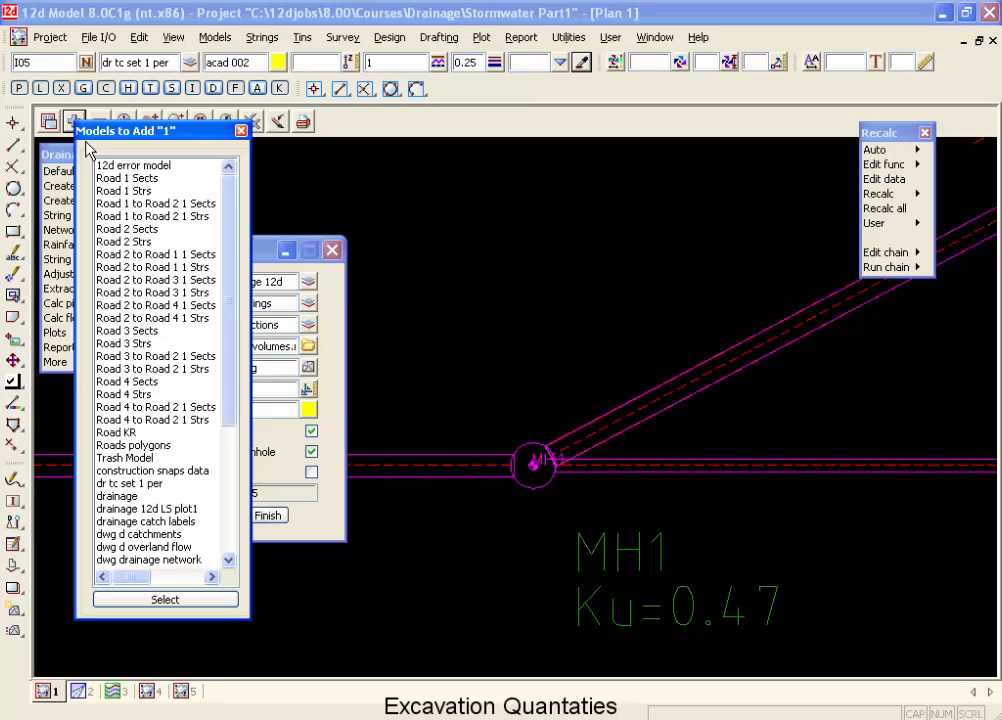 12d Model 8.0C1g (nt.x86) - Project "C:\12djobs\8.00\Courses\Drainage\Stormwater Part1" - [Plan 1]
Project File I/O Edit View Models Strings Tins Survey Design Drafting Plot Report Utilities User Window Help
I05 N dr tc set 1 per acad 002 1 0.25 T
P L X G C H T S I D F A K
Models to Add "1"
12d error model
Road 1 Sects
Road 1 Strs
Road 1 to Road 2 1 Sects
Road 1 to Road 2 1 Strs
Road 2 Sects
Road 2 Strs
Road 2 to Road 1 1 Sects
Road 2 to Road 1 1 Strs
Road 2 to Road 3 1 Sects
Road 2 to Road 3 1 Strs
Road 2 to Road 4 1 Sects
Road 2 to Road 4 1 Strs
Road 3 Sects
Road 3 Strs
Road 3 to Road 2 1 Sects
Road 3 to Road 2 1 Strs
Road 4 Sects
Road 4 Strs
Road 4 to Road 2 1 Sects
Road 4 to Road 2 1 Strs
Road KR
Roads polygons
Trash Model
construction snaps data
dr tc set 1 per
drainage
drainage 12d LS plot1
drainage catch labels
dwg d catchments
dwg d overland flow
dwg drainage network
Select
Drain
Defau
Create
Create
String
Netwo
Rainfa
String
Adjust
Extrac
Calc pi
Calc fl
Plots
Report
More
ge 12d
ings
ctions
volumes.r
g
hole
5
Finish
Recalc
Auto
Edit func
Edit data
Recalc
Recalc all
User
Edit chain
Run chain
MH1
MH1
Ku=0.47
1 2 3 4 5
Excavation Quantaties
CAP NUM SCRL